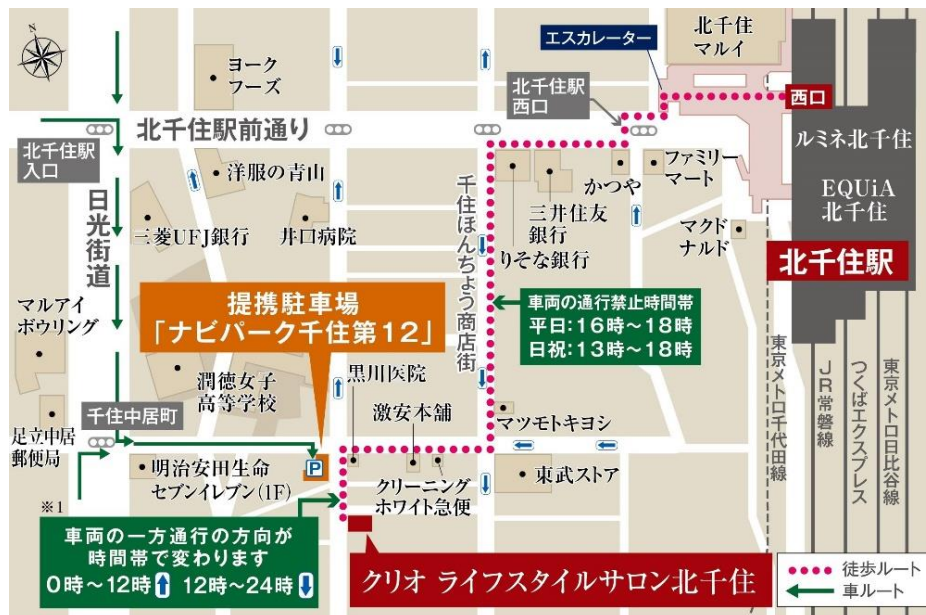 北千住
マルイ
エスカレーター
ヨーク
フーズ
北千住駅
西口
西口
北千住駅前通り
北千住駅
入口
ルミネ北千住
洋服の青山
ファミリー
マート
かつや
EQUiA
北千住
日光街道
三菱UFJ銀行
井口病院
千住ほんちょう商店街
三井住友
銀行
りそな銀行
マクド
ナルド
北千住駅
提携駐車場
「ナビパーク千住第12」
車両の通行禁止時間帯
平日:16時〜18時
日祝:13時〜18時
マルアイ
ボウリング
潤徳女子
高等学校
黒川医院
激安本舗
マツモトキヨシ
東京メトロ千代田線
JR常磐線
つくばエクスプレス
東京メトロ日比谷線
千住中居町
足立中居
郵便局
P
明治安田生命
セブンイレブン(1F)
クリーニング
ホワイト急便
東武ストア
※1
車両の一方通行の方向が
時間帯で変わります
0時〜12時 12時〜24時
クリオ ライフスタイルサロン北千住
徒歩ルート
車ルート